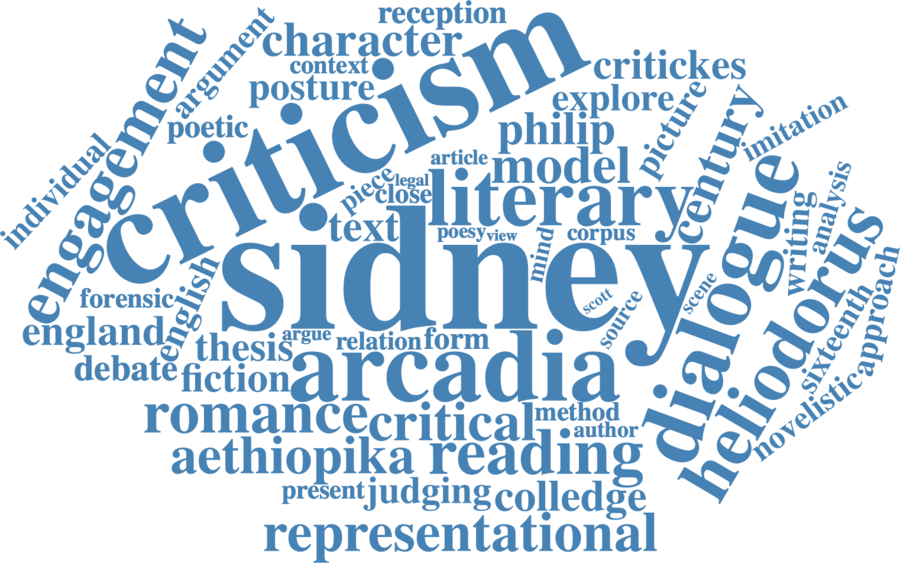 reception
character
argument
engagement
criticism
context
posture
critickes
explore
picture
century
imitation
poetic
philip
individual
article
model
piece
legal
close
literary
text
poesy
view
mind
corpus
dialogue
writing
analysis
sidney
heliodorus
forensic
english
england
scott
source
scene
sixteenth
approach
argue
relation
form
thesis
debate
fiction
arcadia
novelistic
romance
critical
method
author
aethiopika
reading
present
judging
colledge
representational